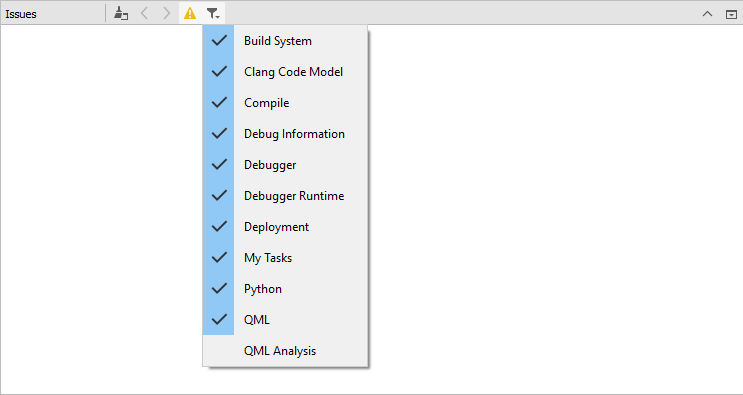 Issues
Build System
Clang Code Model
Compile
Debug Information
Debugger
Debugger Runtime
Deployment
My Tasks
Python
QML
QML Analysis